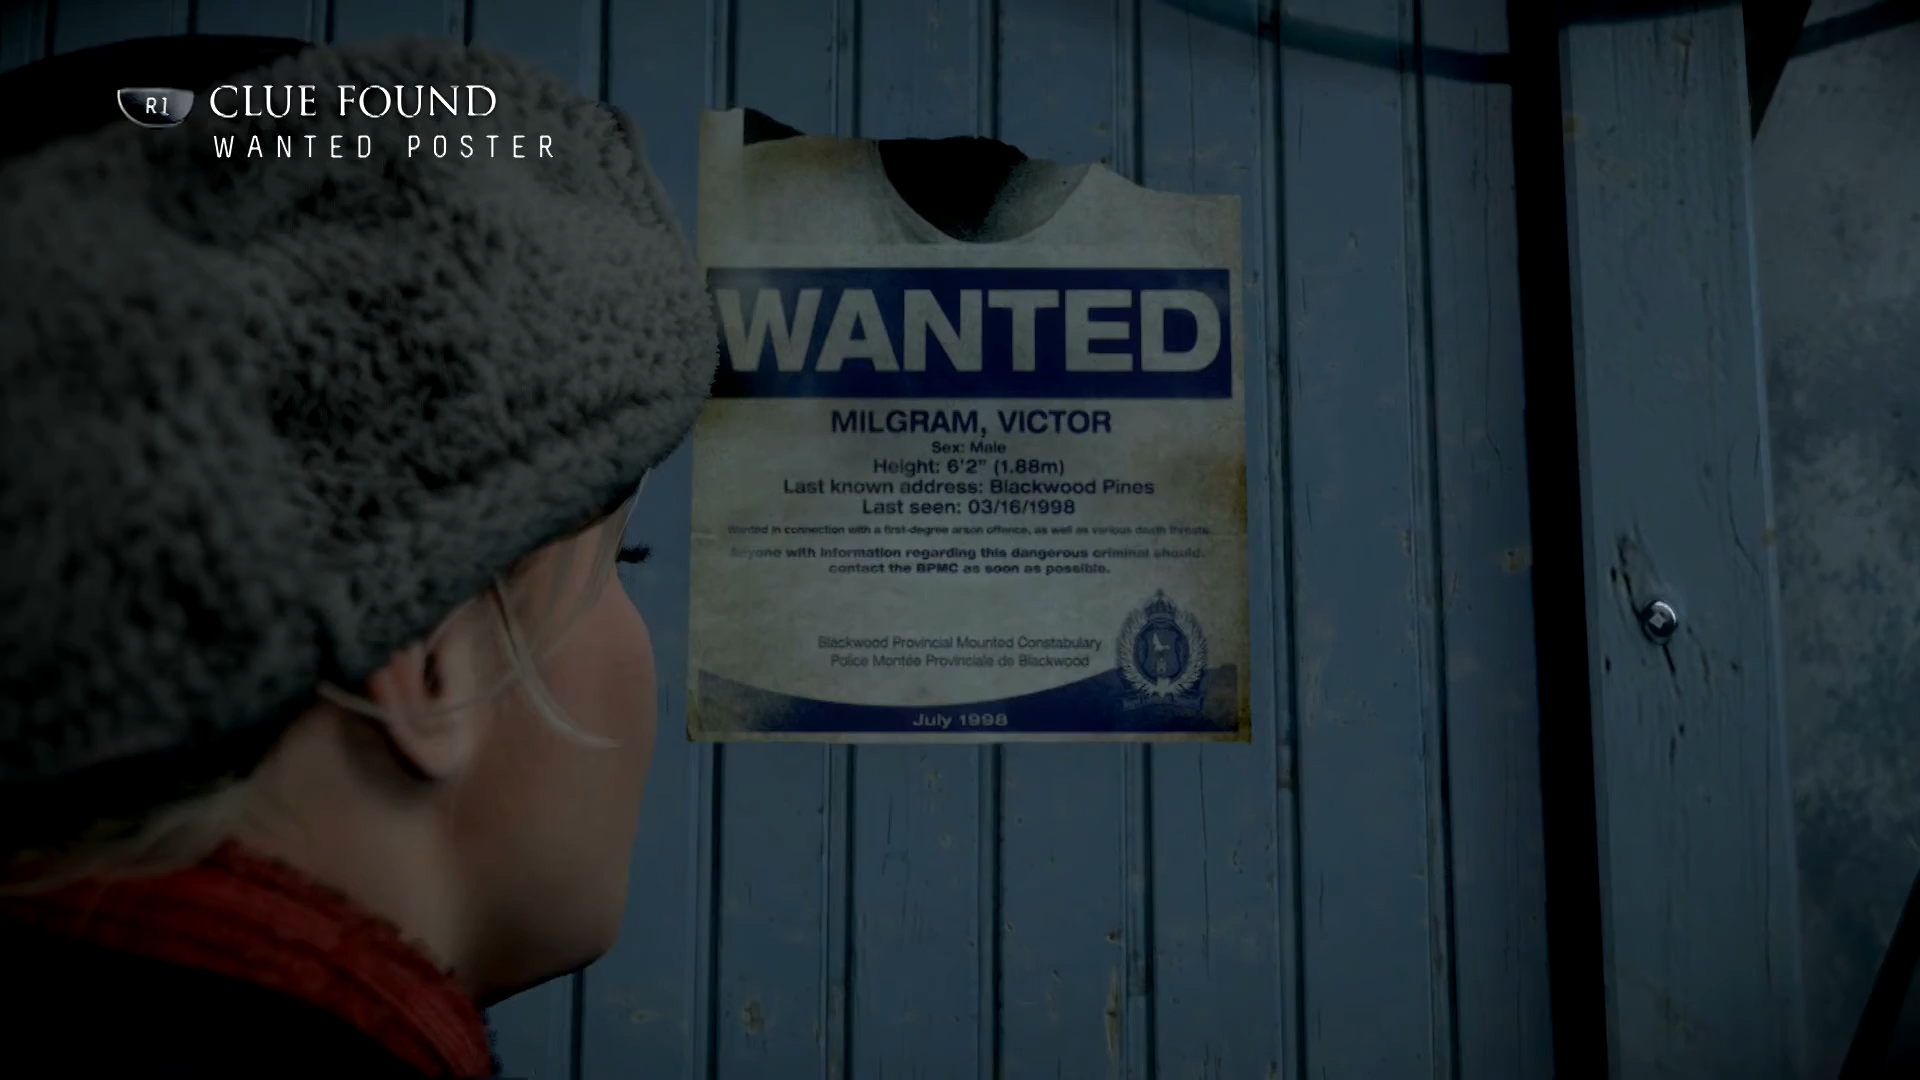 R1 CLUE FOUND
WANTED POSTER
WANTED
MILGRAM, VICTOR
Sex: Male
Height: 6'2" (1.88m)
Last known address: Blackwood Pines
Last seen: 03/16/1998
Wanted in connection with a first-degree arson offence, as well as various death threats.
Anyone with information regarding this dangerous criminal should
contact the BPMC as soon as possible.
Blackwood Provincial Mounted Constabulary
Police Montée Provinciale de Blackwood
July 1998